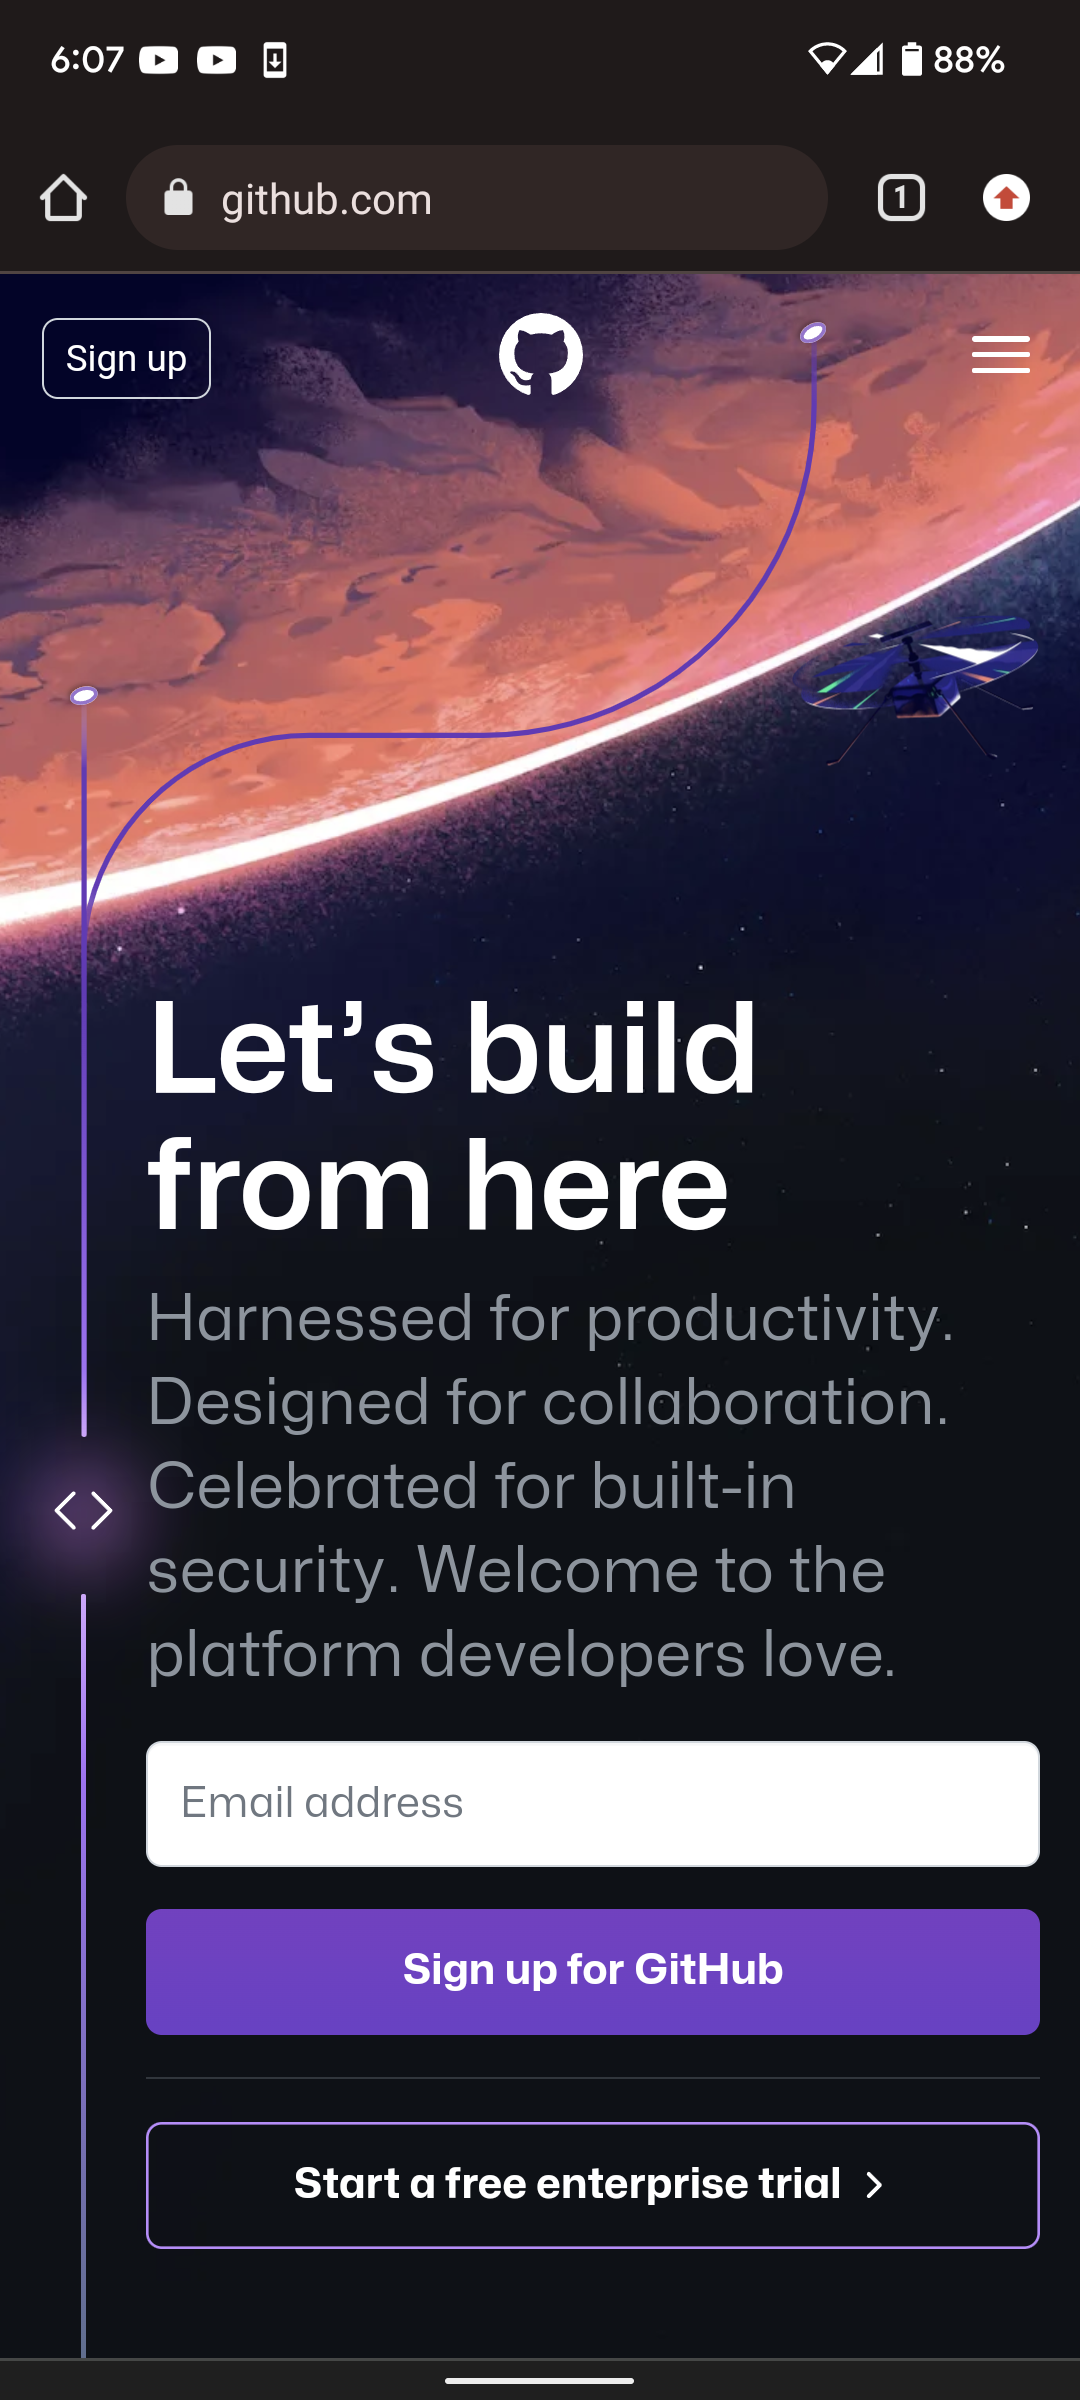 6:07
88%
github.com
1
Sign up
Let’s build
from here
Harnessed for productivity.
Designed for collaboration.
Celebrated for built-in
security. Welcome to the
platform developers love.
Email address
Sign up for GitHub
Start a free enterprise trial